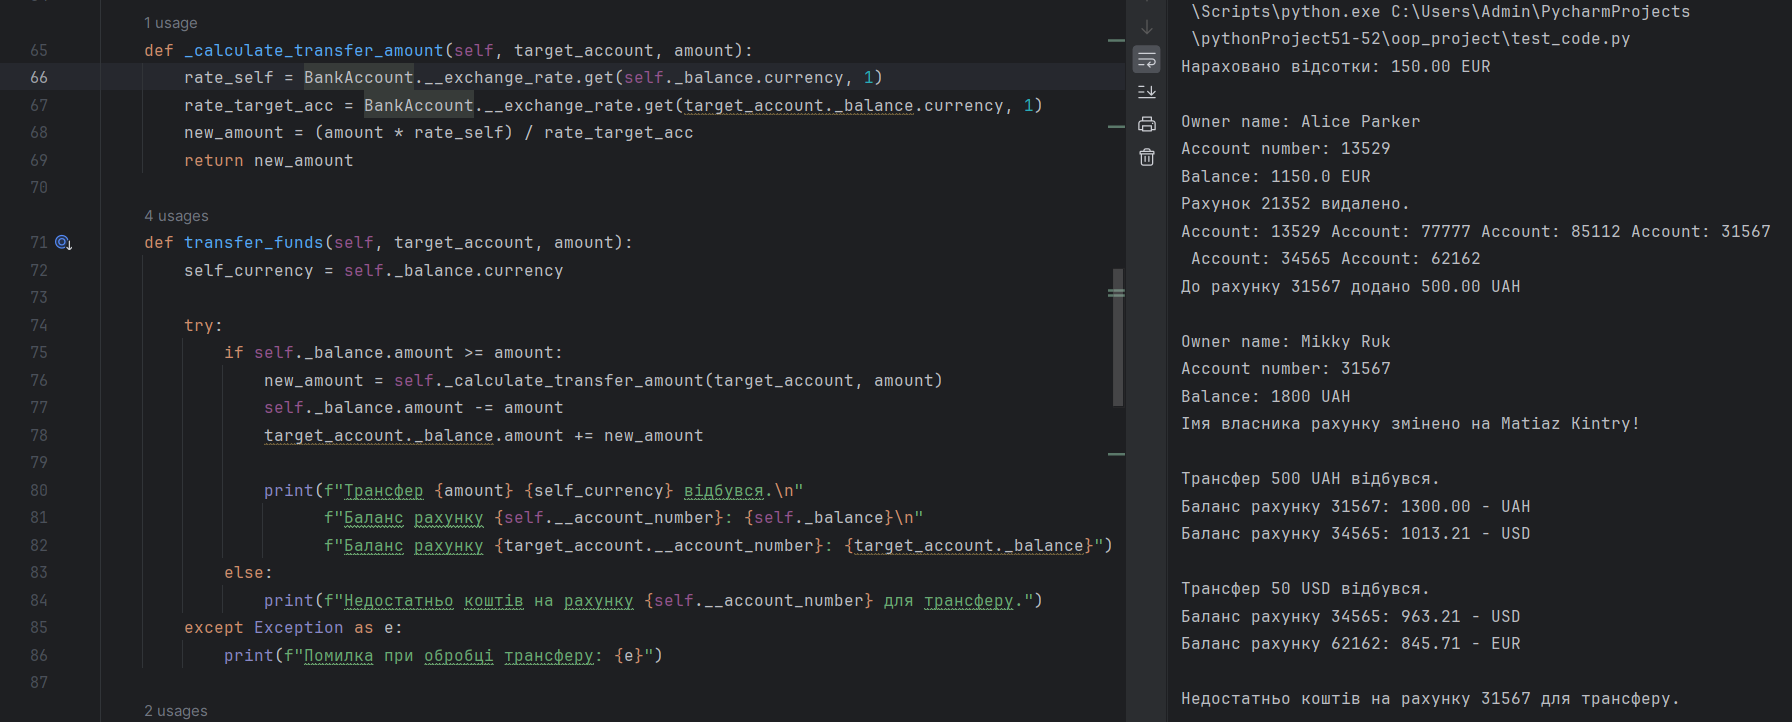 1 usage
65 def _calculate_transfer_amount(self, target_account, amount):
66 rate_self = BankAccount.__exchange_rate.get(self._balance.currency, 1)
67 rate_target_acc = BankAccount.__exchange_rate.get(target_account._balance.currency, 1)
68 new_amount = (amount * rate_self) / rate_target_acc
69 return new_amount
70
4 usages
71 def transfer_funds(self, target_account, amount):
72 self_currency = self._balance.currency
73
74 try:
75 if self._balance.amount >= amount:
76 new_amount = self._calculate_transfer_amount(target_account, amount)
77 self._balance.amount -= amount
78 target_account._balance.amount += new_amount
79
80 print(f"Трансфер {amount} {self_currency} відбувся.\n"
81 f"Баланс рахунку {self.__account_number}: {self._balance}\n"
82 f"Баланс рахунку {target_account.__account_number}: {target_account._balance}")
83 else:
84 print(f"Недостатньо коштів на рахунку {self.__account_number} для трансферу.")
85 except Exception as e:
86 print(f"Помилка при обробці трансферу: {e}")
87
2 usages
\Scripts\python.exe C:\Users\Admin\PycharmProjects
\pythonProject51-52\oop_project\test_code.py
Нараховано відсотки: 150.00 EUR
Owner name: Alice Parker
Account number: 13529
Balance: 1150.0 EUR
Рахунок 21352 видалено.
Account: 13529 Account: 77777 Account: 85112 Account: 31567
Account: 34565 Account: 62162
До рахунку 31567 додано 500.00 UAH
Owner name: Mikky Ruk
Account number: 31567
Balance: 1800 UAH
Імя власника рахунку змінено на Matiaz Kintry!
Трансфер 500 UAH відбувся.
Баланс рахунку 31567: 1300.00 - UAH
Баланс рахунку 34565: 1013.21 - USD
Трансфер 50 USD відбувся.
Баланс рахунку 34565: 963.21 - USD
Баланс рахунку 62162: 845.71 - EUR
Недостатньо коштів на рахунку 31567 для трансферу.